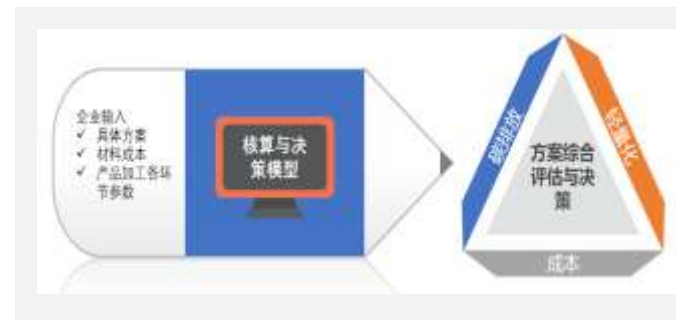 企业输入
✓ 具体方案
✓ 材料成本
✓ 产品加工各环
节参数
核算与决
策模型
碳排放
轻量化
方案综合
评估与决
策
成本